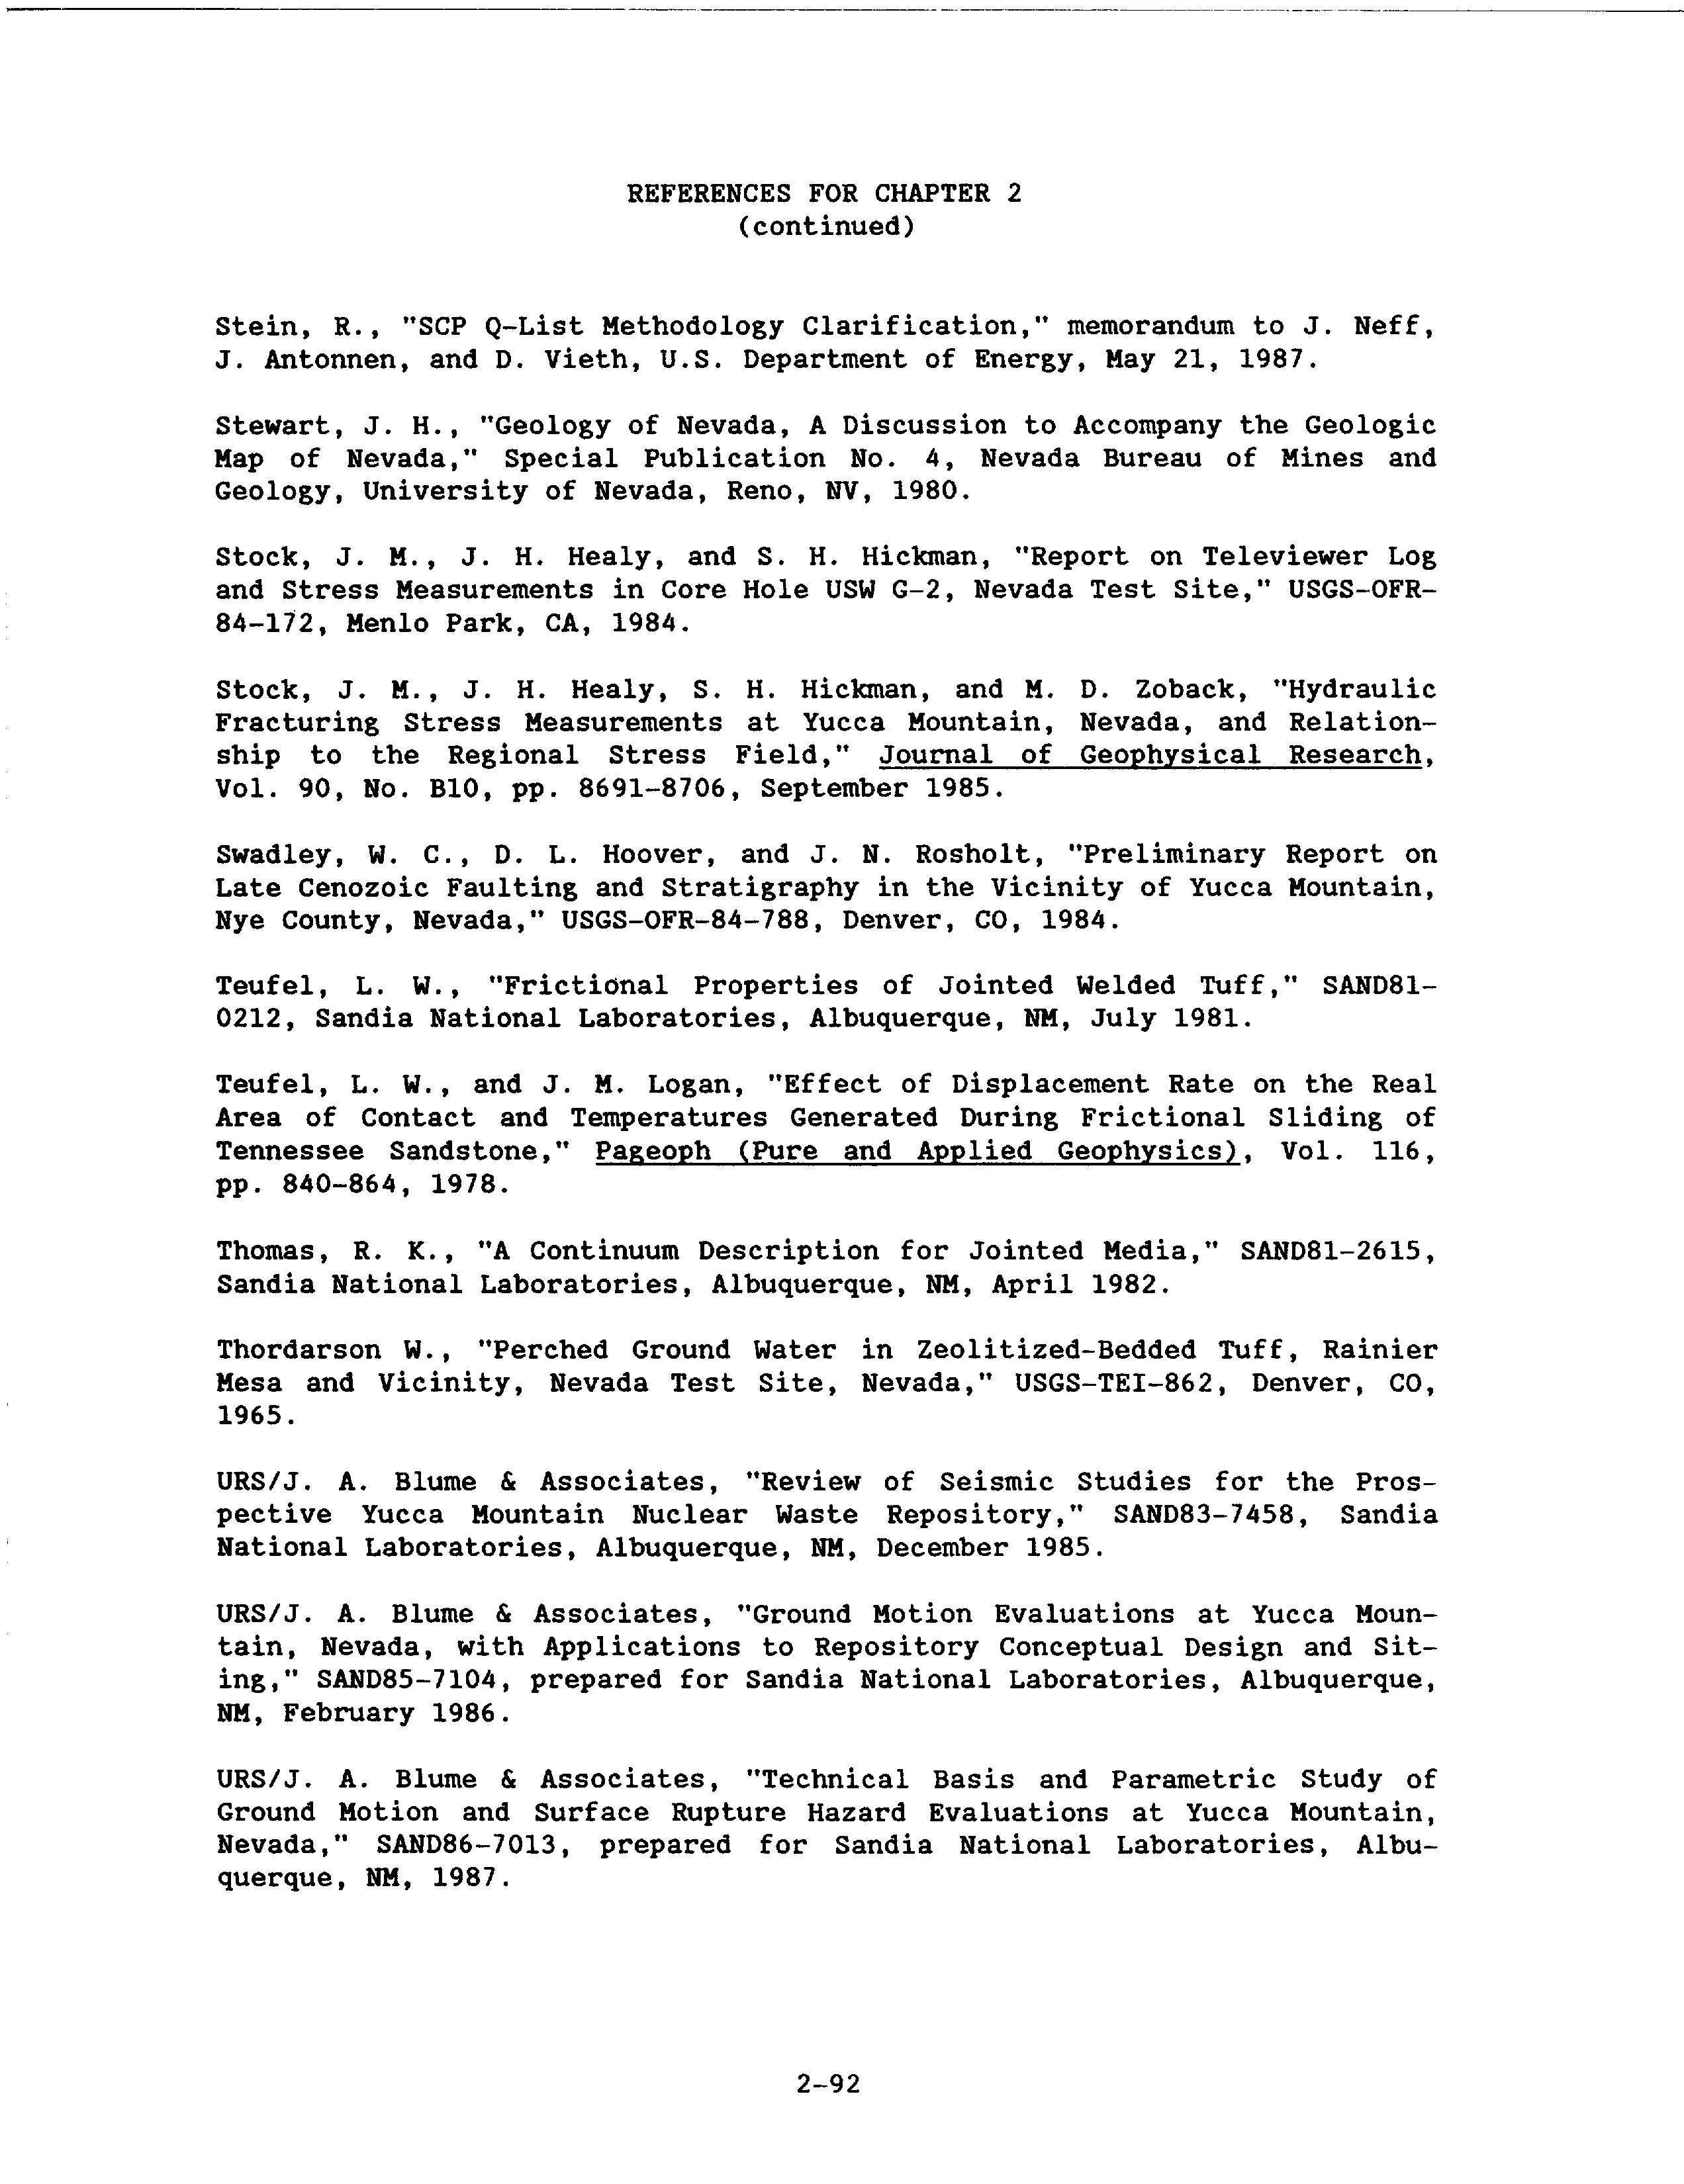 REFERENCES FOR CHAPTER 2
(continued)
Stein, R., "SCP Q-List Methodology Clarification," memorandum to J. Neff,
J. Antonnen, and D. Vieth, U.S. Department of Energy, May 21, 1987.
Stewart, J. H., "Geology of Nevada, A Discussion to Accompany the Geologic
Map of Nevada," Special Publication No. 4, Nevada Bureau of Mines and
Geology, University of Nevada, Reno, NV, 1980.
Stock, J. M., J. H. Healy, and S. H. Hickman, "Report on Televiewer Log
and Stress Measurements in Core Hole USW G-2, Nevada Test Site," USGS-OFR-
84-172, Menlo Park, CA, 1984.
Stock, J. M., J. H. Healy, S. H. Hickman, and M. D. Zoback, "Hydraulic
Fracturing Stress Measurements at Yucca Mountain, Nevada, and Relation-
ship to the Regional Stress Field," Journal of Geophysical Research,
Vol. 90, No. B10, pp. 8691-8706, September 1985.
Swadley, W. C., D. L. Hoover, and J. N. Rosholt, "Preliminary Report on
Late Cenozoic Faulting and Stratigraphy in the Vicinity of Yucca Mountain,
Nye County, Nevada," USGS-OFR-84-788, Denver, CO, 1984.
Teufel, L. W., "Frictional Properties of Jointed Welded Tuff," SAND81-
0212, Sandia National Laboratories, Albuquerque, NM, July 1981.
Teufel, L. W., and J. M. Logan, "Effect of Displacement Rate on the Real
Area of Contact and Temperatures Generated During Frictional Sliding of
Tennessee Sandstone," Pageoph (Pure and Applied Geophysics), Vol. 116,
pp. 840-864, 1978.
Thomas, R. K., "A Continuum Description for Jointed Media," SAND81-2615,
Sandia National Laboratories, Albuquerque, NM, April 1982.
Thordarson W., "Perched Ground Water in Zeolitized-Bedded Tuff, Rainier
Mesa and Vicinity, Nevada Test Site, Nevada," USGS-TEI-862, Denver, CO,
1965.
URS/J. A. Blume & Associates, "Review of Seismic Studies for the Pros-
pective Yucca Mountain Nuclear Waste Repository," SAND83-7458, Sandia
National Laboratories, Albuquerque, NM, December 1985.
URS/J. A. Blume & Associates, "Ground Motion Evaluations at Yucca Moun-
tain, Nevada, with Applications to Repository Conceptual Design and Sit-
ing," SAND85-7104, prepared for Sandia National Laboratories, Albuquerque,
NM, February 1986.
URS/J. A. Blume & Associates, "Technical Basis and Parametric Study of
Ground Motion and Surface Rupture Hazard Evaluations at Yucca Mountain,
Nevada," SAND86-7013, prepared for Sandia National Laboratories, Albu-
querque, NM, 1987.
2-92